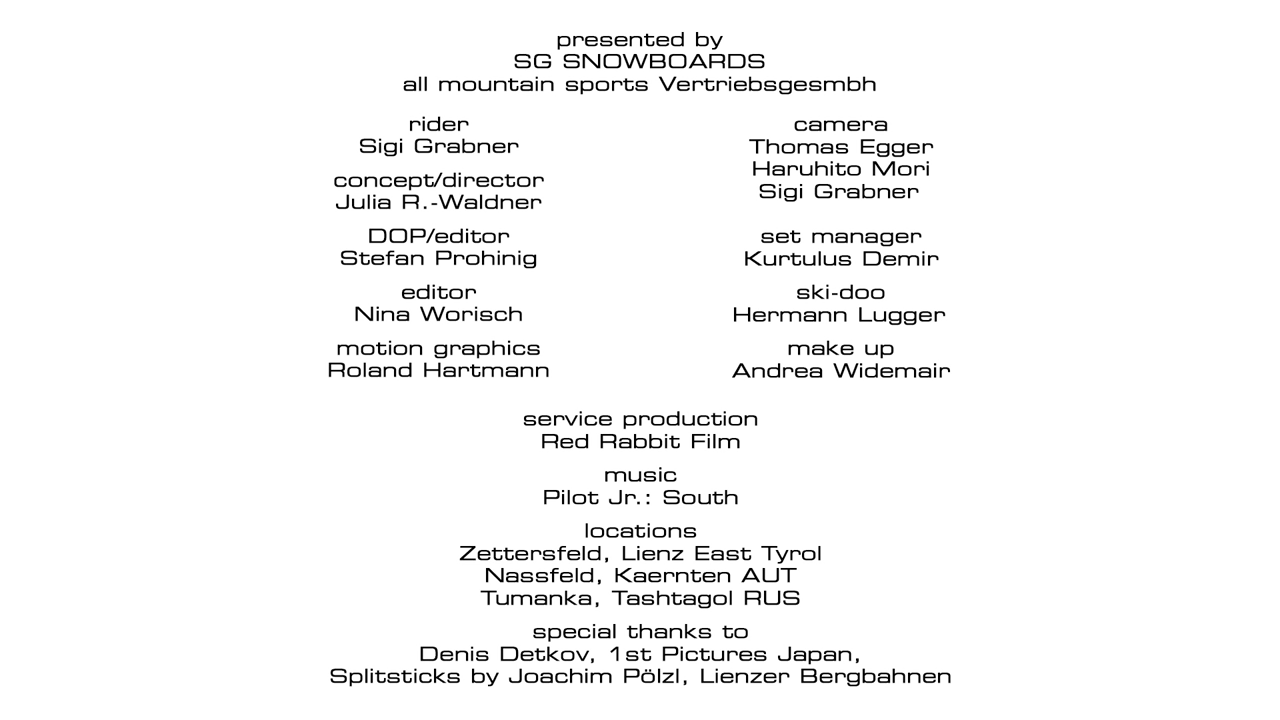 presented by
SG SNOWBOARDS
all mountain sports Vertriebsgesmbh
rider
Sigi Grabner
concept/director
Julia R.-Waldner
DOP/editor
Stefan Prohinig
editor
Nina Worisch
motion graphics
Roland Hartmann
camera
Thomas Egger
Haruhito Mori
Sigi Grabner
set manager
Kurtulus Demir
ski-doo
Hermann Lugger
make up
Andrea Widemair
service production
Red Rabbit Film
music
Pilot Jr.: South
locations
Zettersfeld, Lienz East Tyrol
Nassfeld, Kaernten AUT
Tumanka, Tashtagol RUS
special thanks to
Denis Detkov, 1st Pictures Japan,
Splitsticks by Joachim Pölzl, Lienzer Bergbahnen